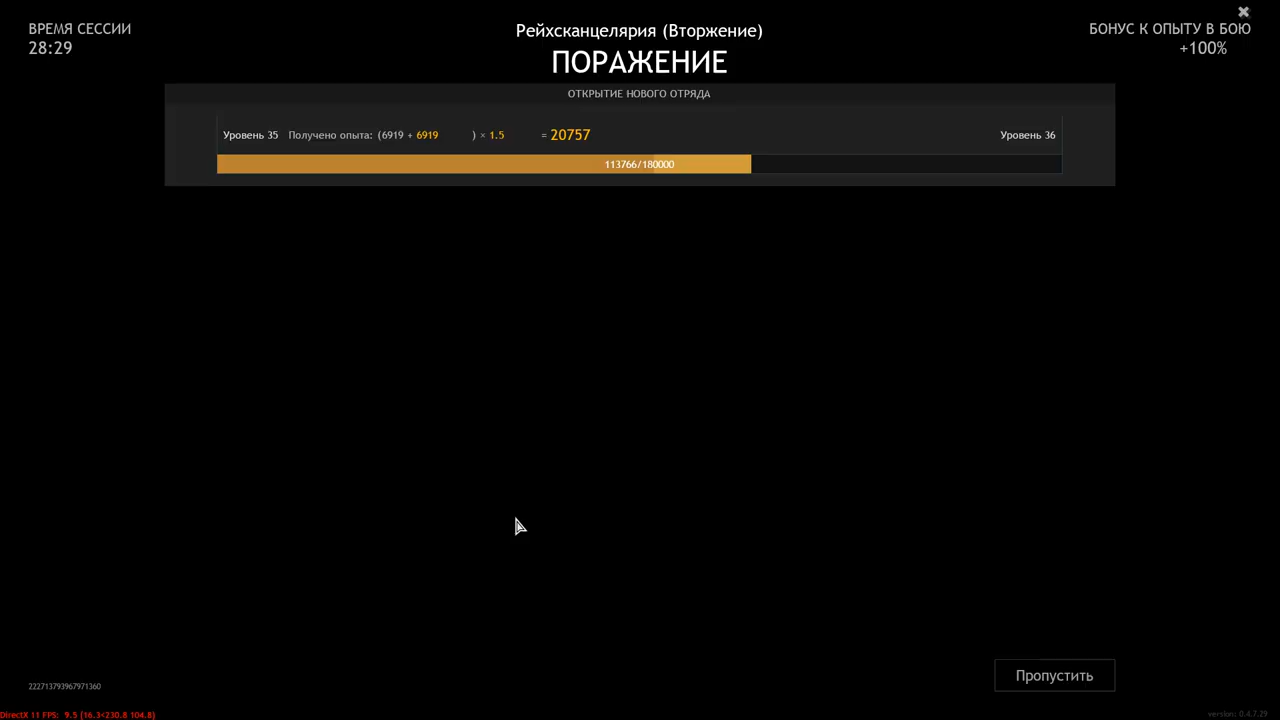 ВРЕМЯ СЕССИИ
28:29
Рейхсканцелярия (Вторжение)
ПОРАЖЕНИЕ
БОНУС К ОПЫТУ В БОЮ
+100%
ОТКРЫТИЕ НОВОГО ОТРЯДА
Уровень 35 Получено опыта: (6919 + 6919 ) × 1.5 = 20757
Уровень 36
113766/180000
Пропустить
222713793967971360
DirectX 11 FPS: 9.5 (16.3<230.8 104.8)
version: 0.4.7.29